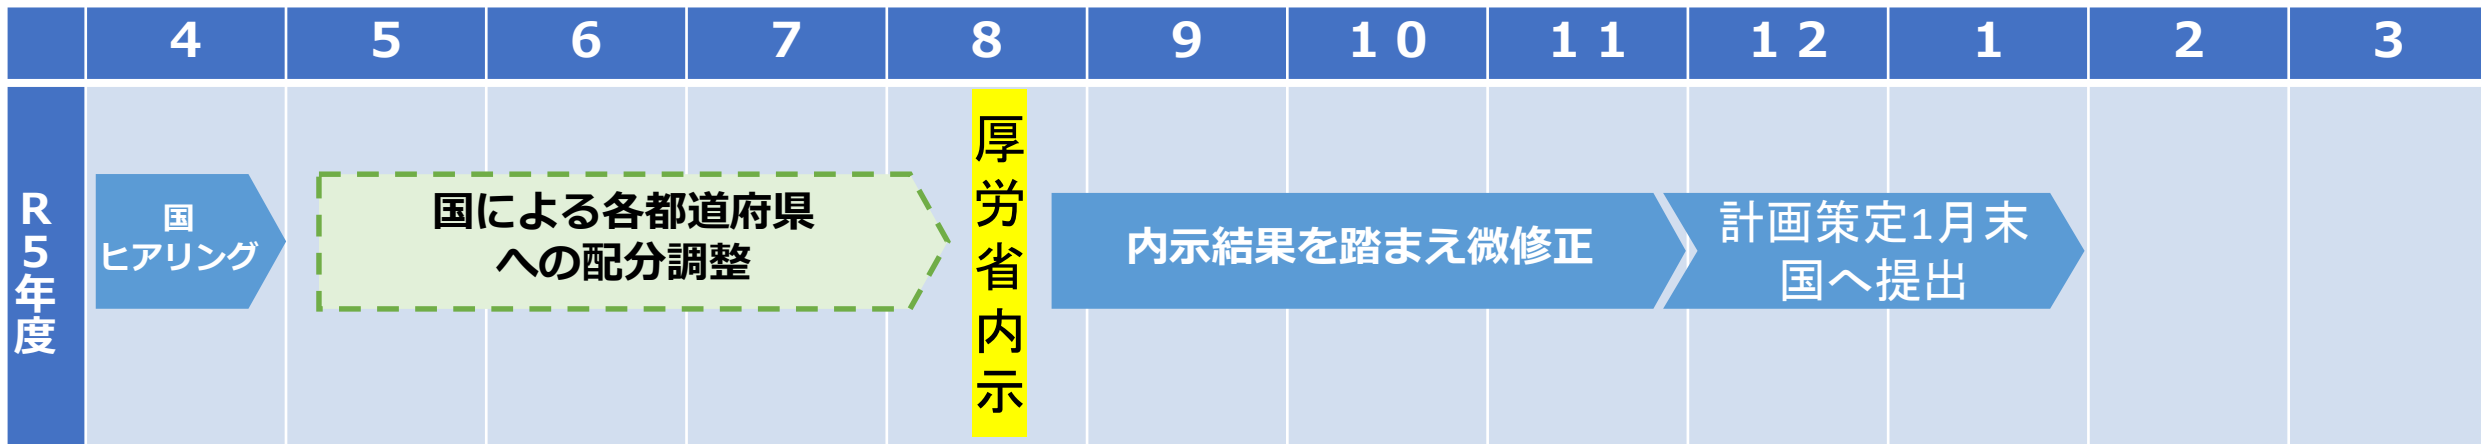 4 5 6 7 8 9 １０ １１ １２ 1 2 3
R5年度
国
ヒアリング
国による各都道府県
への配分調整
厚労省内示
内示結果を踏まえ微修正
計画策定1月末
国へ提出